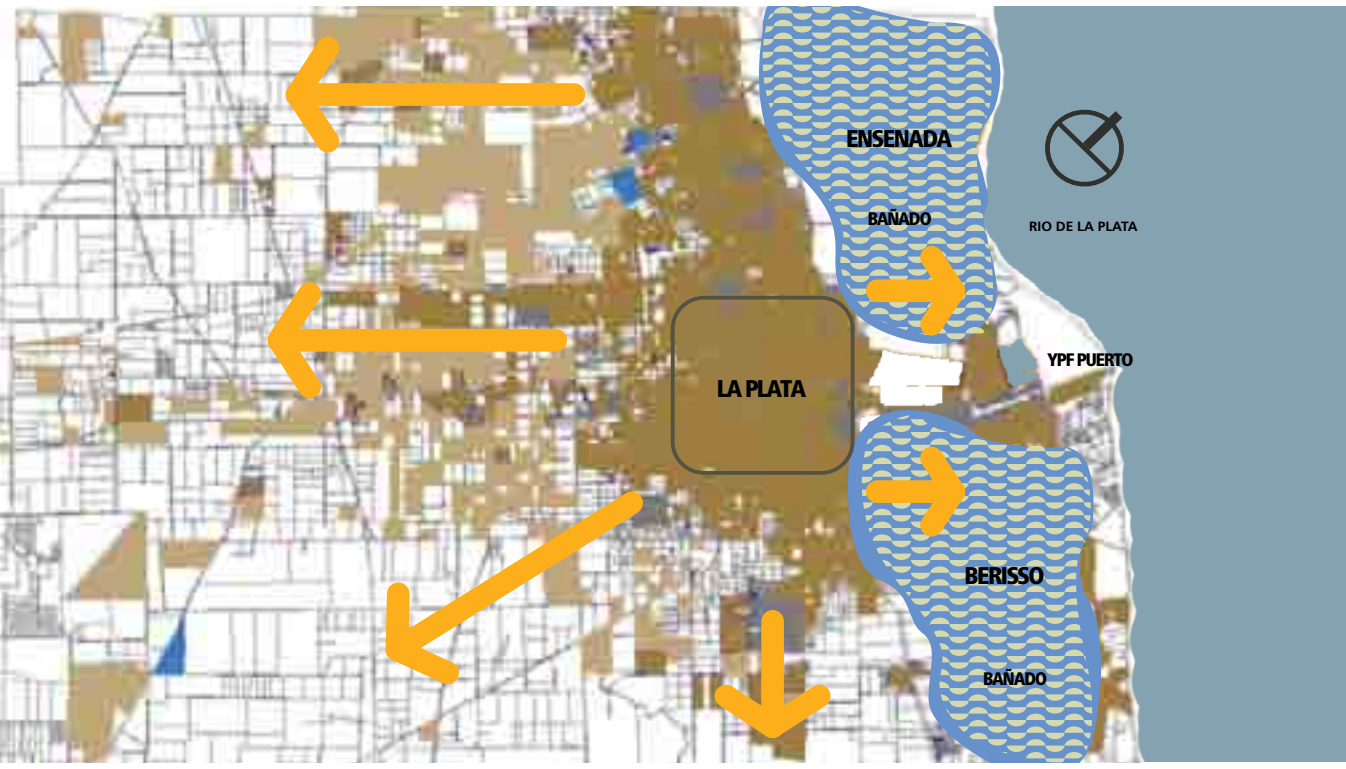 ENSENADA
BAÑADO
RIO DE LA PLATA
YPF PUERTO
LA PLATA
BERISSO
BAÑADO